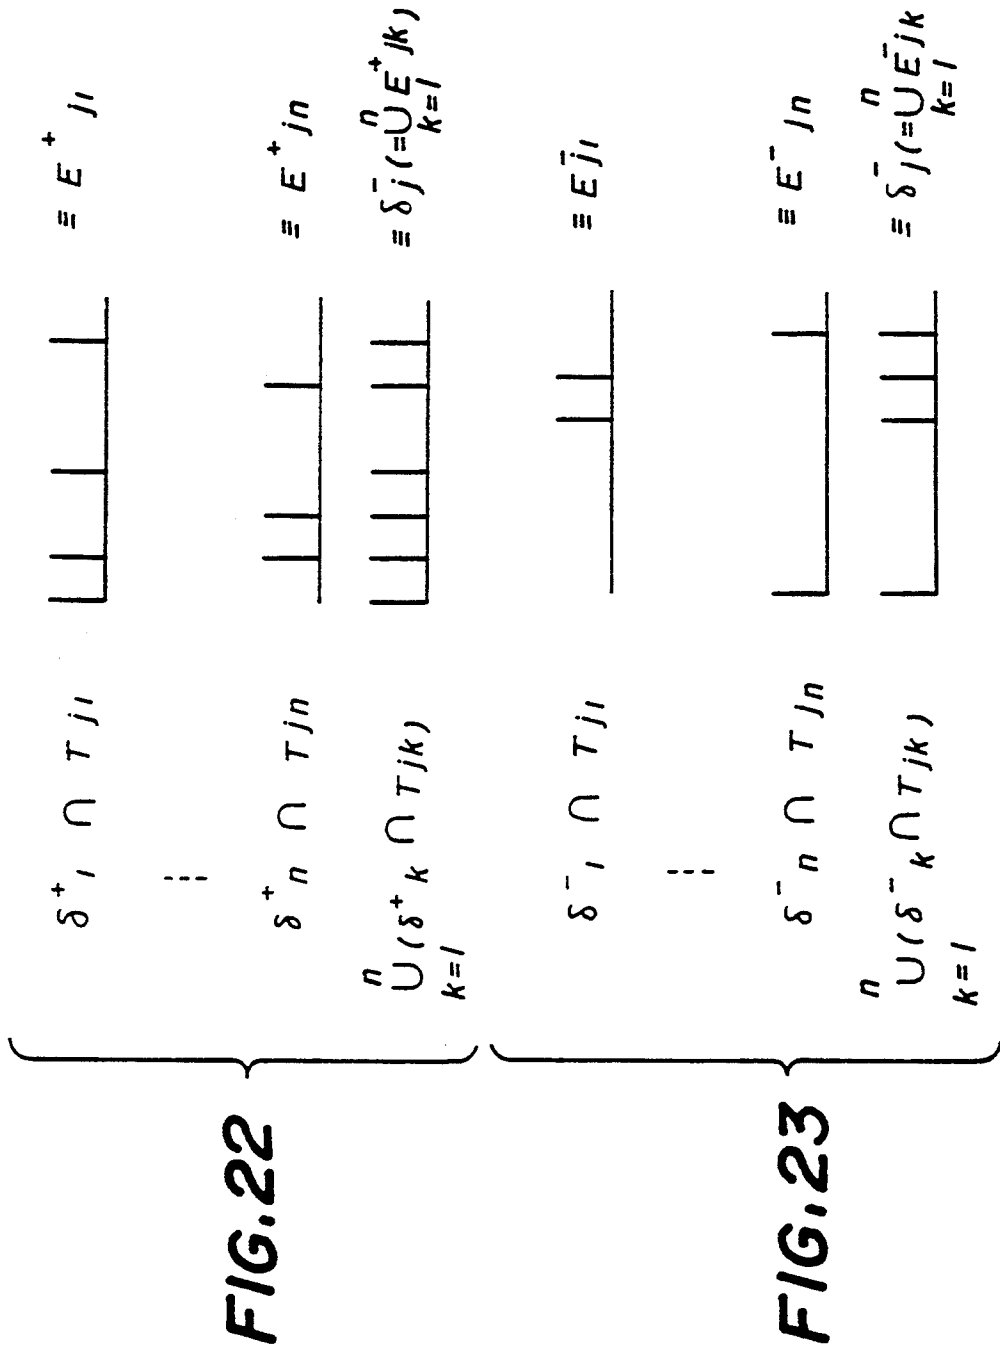 δ⁺₁ ∩ Tj₁ ≡ E⁺j₁
δ⁺n ∩ Tjn ≡ E⁺jn
n
∪(δ⁺k ∩ Tjk) ≡ δ⁻j(=∪E⁺jk)
k=1
n
k=1
FIG.22
δ⁻₁ ∩ Tj₁ ≡ E⁻j₁
δ⁻n ∩ Tjn ≡ E⁻jn
n
∪(δ⁻k ∩ Tjk) ≡ δ⁻j(=∪E⁻jk
k=1
n
k=1
FIG.23